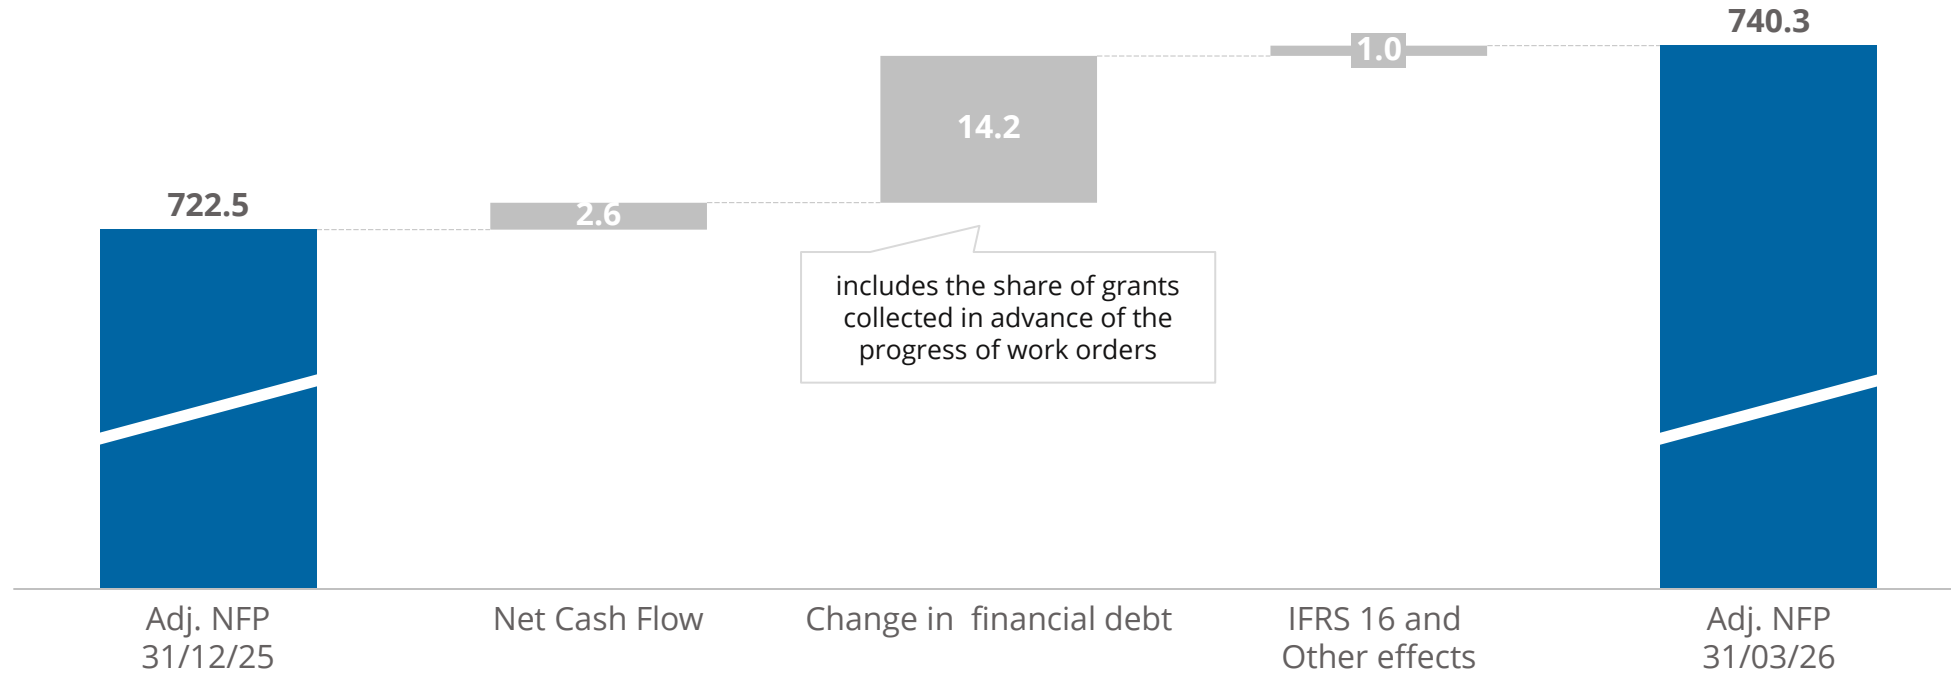 740.3
1.0
14.2
722.5
2.6
includes the share of grants
collected in advance of the
progress of work orders
Adj. NFP
31/12/25
Net Cash Flow
Change in  financial debt
IFRS 16 and
Other effects
Adj. NFP
31/03/26